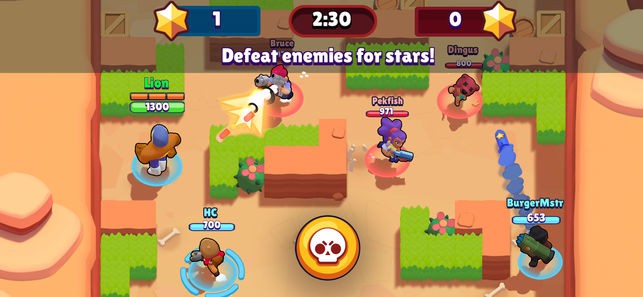 1
2:30
0
Defeat enemies for stars!
Bruce
Dingus
800
Lion
1300
Pekfish
971
HC
700
BurgerMstr
653